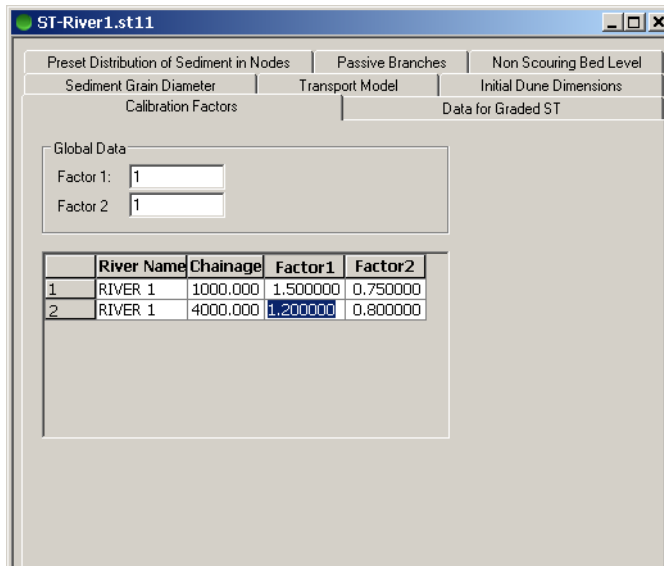 ST-River1.st11
Preset Distribution of Sediment in Nodes Passive Branches Non Scouring Bed Level
Sediment Grain Diameter Transport Model Initial Dune Dimensions
Calibration Factors Data for Graded ST
Global Data
Factor 1: 1
Factor 2 1
River Name Chainage Factor1 Factor2
1 RIVER 1 1000.000 1.500000 0.750000
2 RIVER 1 4000.000 1.200000 0.800000